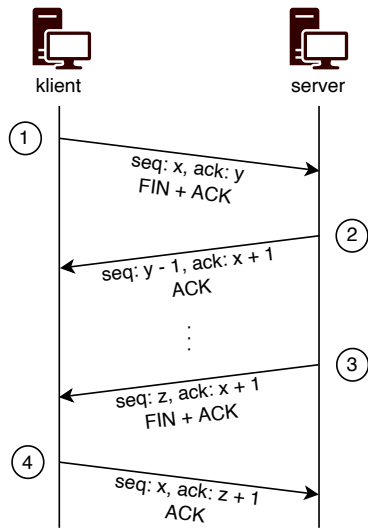 klient
server
1
seq: x, ack: y
FIN + ACK
2
seq: y - 1, ack: x + 1
ACK
3
seq: z, ack: x + 1
FIN + ACK
4
seq: x, ack: z + 1
ACK